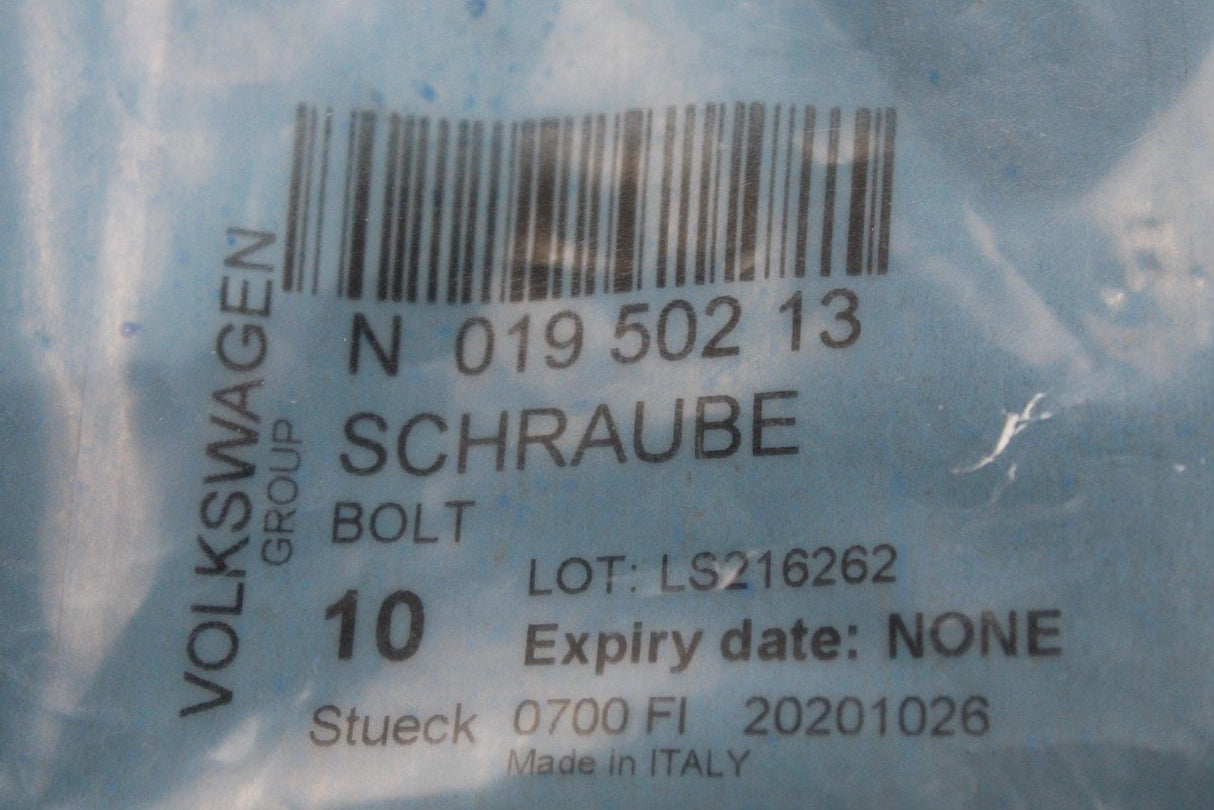 VOLKSWAGEN
GROUP
N 019 502 13
SCHRAUBE
BOLT
10
LOT: LS216262
Expiry date: NONE
Stueck 0700 FI 20201026
Made in ITALY